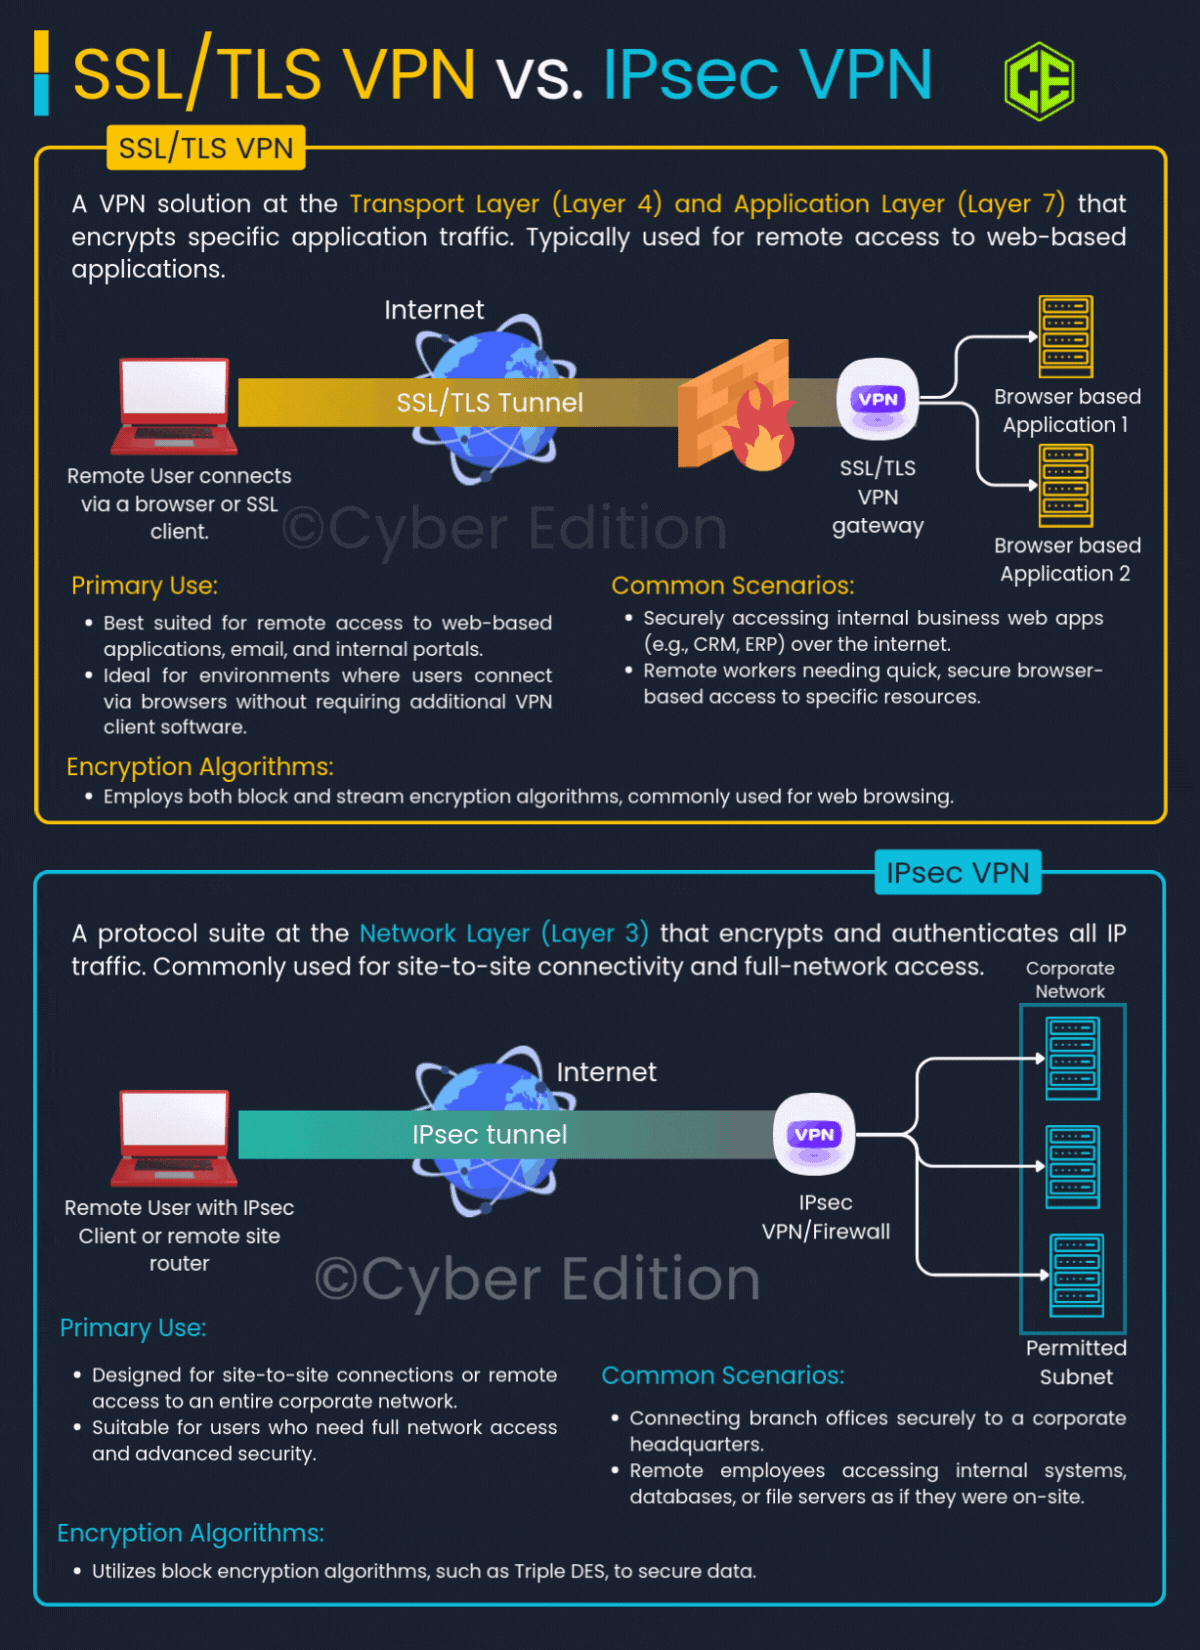 SSL/TLS VPN vs. IPsec VPN
CE
SSL/TLS VPN
A VPN solution at the Transport Layer (Layer 4) and Application Layer (Layer 7) that
encrypts specific application traffic. Typically used for remote access to web-based
applications.
Internet
SSL/TLS Tunnel
VPN
Browser based
Application 1
Remote User connects
via a browser or SSL
client.
SSL/TLS
VPN
gateway
Browser based
Application 2
©Cyber Edition
Primary Use:
• Best suited for remote access to web-based
applications, email, and internal portals.
• Ideal for environments where users connect
via browsers without requiring additional VPN
client software.
Common Scenarios:
• Securely accessing internal business web apps
(e.g., CRM, ERP) over the internet.
• Remote workers needing quick, secure browser-
based access to specific resources.
Encryption Algorithms:
• Employs both block and stream encryption algorithms, commonly used for web browsing.
IPsec VPN
A protocol suite at the Network Layer (Layer 3) that encrypts and authenticates all IP
traffic. Commonly used for site-to-site connectivity and full-network access.
Corporate
Network
Internet
IPsec tunnel
VPN
Remote User with IPsec
Client or remote site
router
IPsec
VPN/Firewall
©Cyber Edition
Permitted
Subnet
Primary Use:
• Designed for site-to-site connections or remote
access to an entire corporate network.
• Suitable for users who need full network access
and advanced security.
Common Scenarios:
• Connecting branch offices securely to a corporate
headquarters.
• Remote employees accessing internal systems,
databases, or file servers as if they were on-site.
Encryption Algorithms:
• Utilizes block encryption algorithms, such as Triple DES, to secure data.